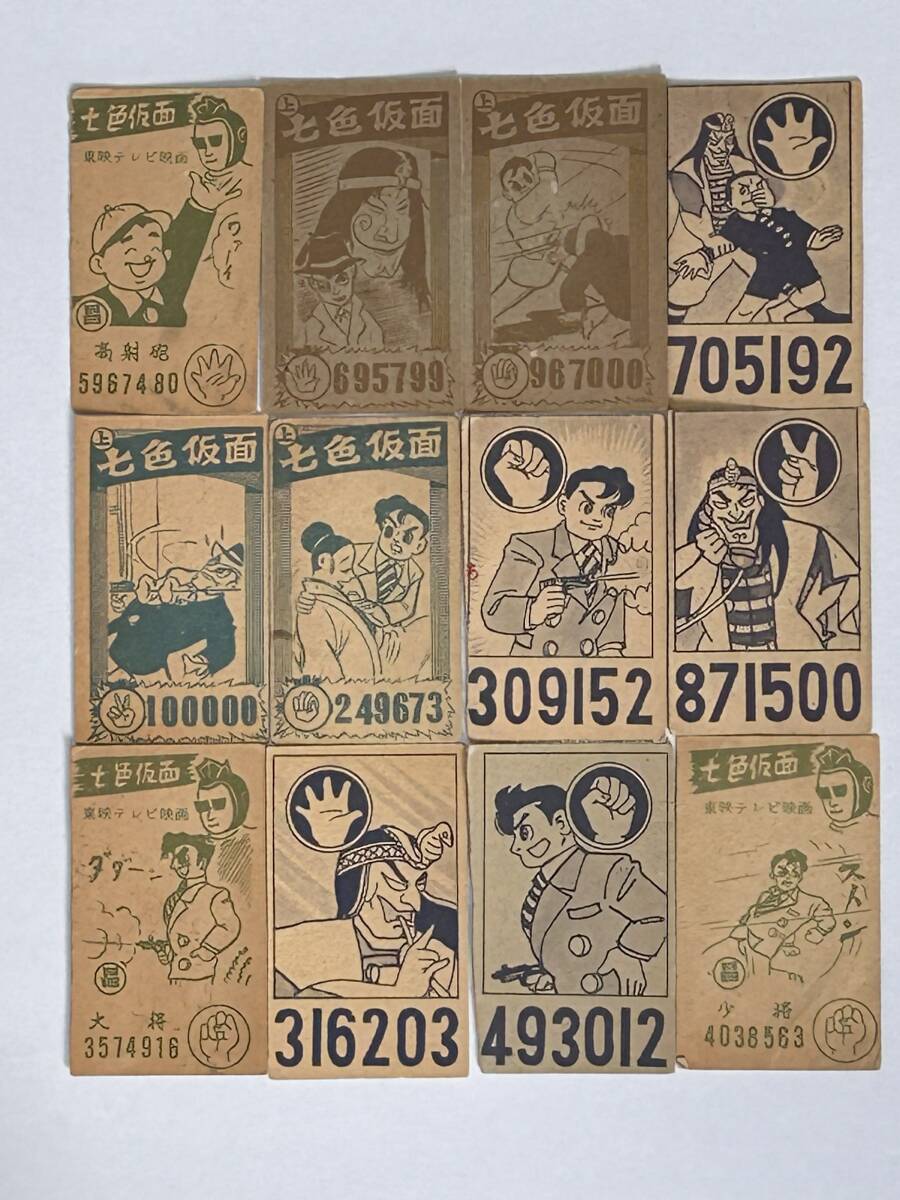 七色仮面
東映テレビ映画
ワァーイ
高射砲
5967480
上
七色仮面
695799
上
七色仮面
967000
705192
上
七色仮面
100000
上
七色仮面
249673
309152
871500
七色仮面
東映テレビ映画
ダダーン
大将
3574916
316203
493012
七色仮面
東映テレビ映画
少将
4038563